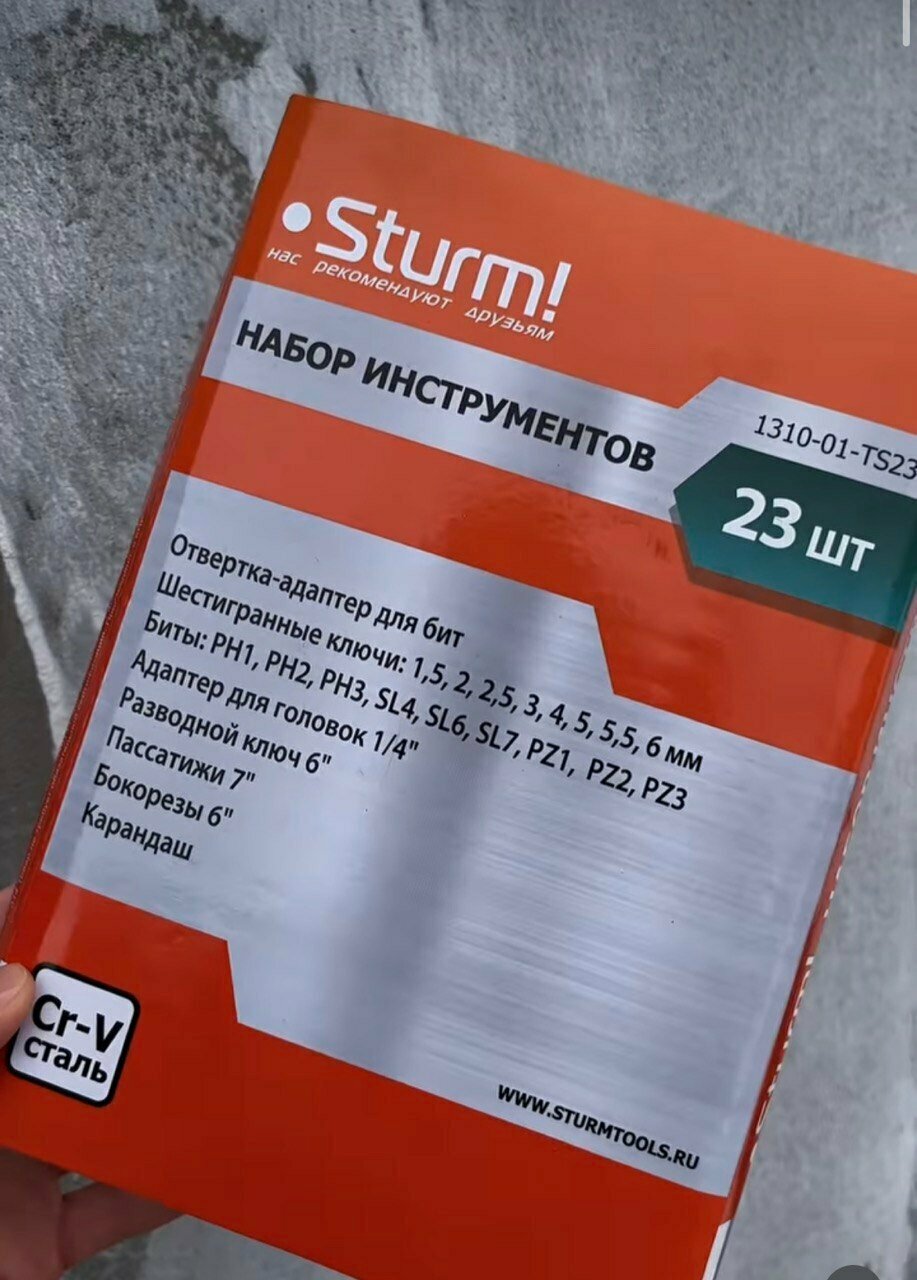 Sturm!
нас рекомендуют друзьям
НАБОР ИНСТРУМЕНТОВ
1310-01-TS23
23 шт
Отвертка-адаптер для бит
Шестигранные ключи: 1,5, 2, 2,5, 3, 4, 5, 5,5, 6 мм
Биты: PH1, PH2, PH3, SL4, SL6, SL7, PZ1, PZ2, PZ3
Адаптер для головок 1/4"
Разводной ключ 6"
Пассатижи 7"
Бокорезы 6"
Карандаш
Cr-V
сталь
WWW.STURMTOOLS.RU